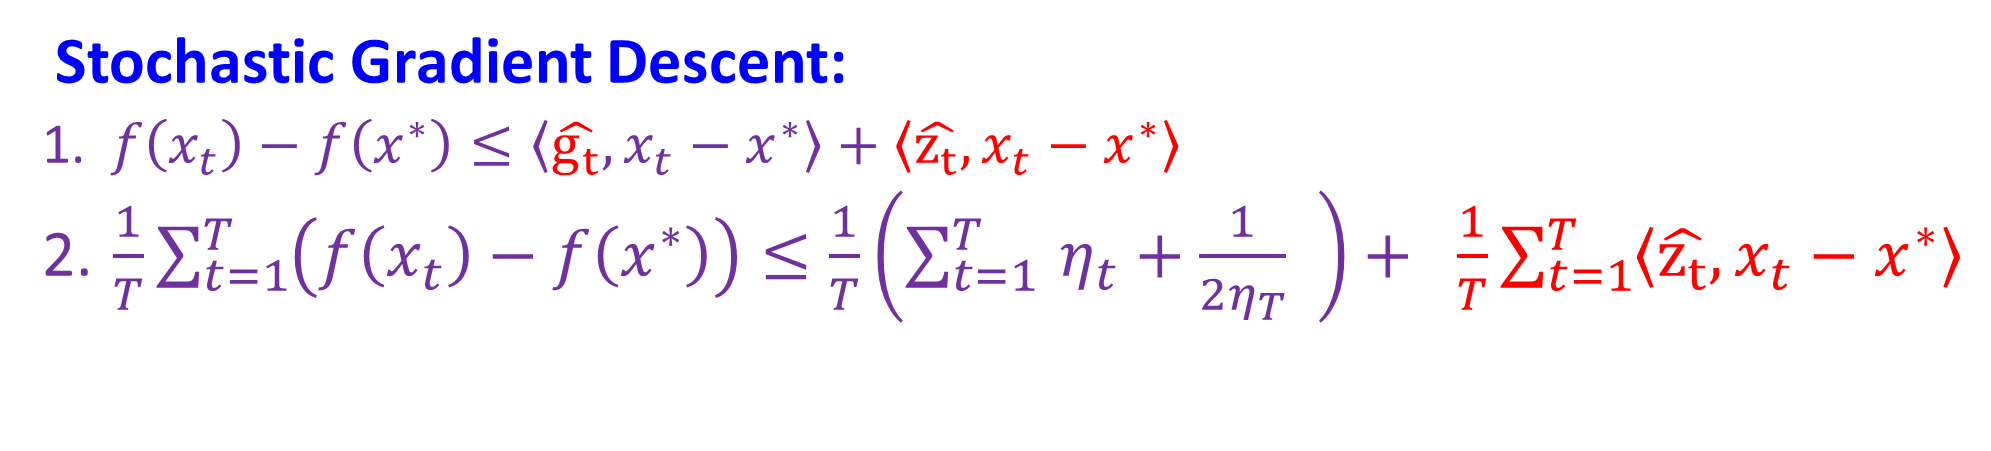 Stochastic Gradient Descent:
1. f(x_t) − f(x*) ≤ ⟨ĝ_t, x_t − x*⟩ + ⟨ẑ_t, x_t − x*⟩
2. 1/T ∑_{t=1}^{T} (f(x_t) − f(x*)) ≤ 1/T (∑_{t=1}^{T} η_t + 1/(2η_T)) + 1/T ∑_{t=1}^{T} ⟨ẑ_t, x_t − x*⟩